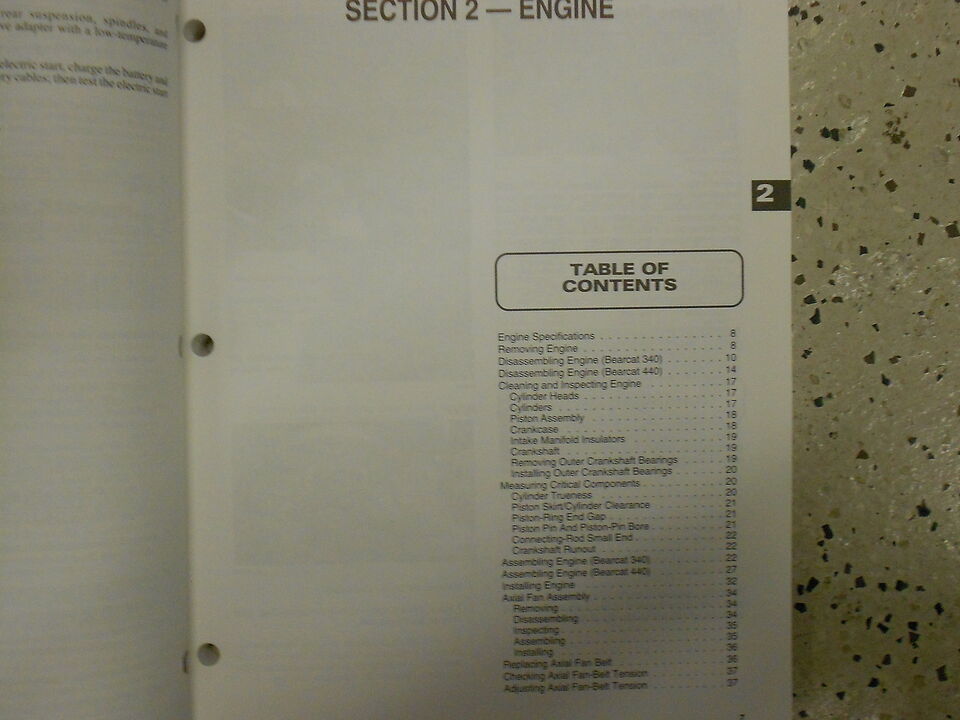 rear suspension, spindles, and
ve adapter with a low-temperature
electric start, charge the battery and
ry cables; then test the electric start
SECTION 2 — ENGINE
2
TABLE OF
CONTENTS
Engine Specifications . . . . . . . . . . . . . . . . . . 8
Removing Engine . . . . . . . . . . . . . . . . . . . . 8
Disassembling Engine (Bearcat 340) . . . . . . . . 10
Disassembling Engine (Bearcat 440) . . . . . . . . 14
Cleaning and Inspecting Engine . . . . . . . . . . . 17
Cylinder Heads . . . . . . . . . . . . . . . . . . . 17
Cylinders . . . . . . . . . . . . . . . . . . . . . . 17
Piston Assembly . . . . . . . . . . . . . . . . . . 18
Crankcase . . . . . . . . . . . . . . . . . . . . . 18
Intake Manifold Insulators . . . . . . . . . . . . . 19
Crankshaft . . . . . . . . . . . . . . . . . . . . . 19
Removing Outer Crankshaft Bearings . . . . . . . 19
Installing Outer Crankshaft Bearings . . . . . . . 20
Measuring Critical Components . . . . . . . . . . . 20
Cylinder Trueness . . . . . . . . . . . . . . . . . 20
Piston Skirt/Cylinder Clearance . . . . . . . . . . 21
Piston-Ring End Gap . . . . . . . . . . . . . . . . 21
Piston Pin And Piston-Pin Bore . . . . . . . . . . 21
Connecting-Rod Small End . . . . . . . . . . . . . 22
Crankshaft Runout . . . . . . . . . . . . . . . . . 22
Assembling Engine (Bearcat 340) . . . . . . . . . . 22
Assembling Engine (Bearcat 440) . . . . . . . . . . 27
Installing Engine . . . . . . . . . . . . . . . . . . . . 32
Axial Fan Assembly . . . . . . . . . . . . . . . . . . 34
Removing . . . . . . . . . . . . . . . . . . . . . . 34
Disassembling . . . . . . . . . . . . . . . . . . . 34
Inspecting . . . . . . . . . . . . . . . . . . . . . . 35
Assembling . . . . . . . . . . . . . . . . . . . . . 35
Installing . . . . . . . . . . . . . . . . . . . . . . . 36
Replacing Axial Fan Belt . . . . . . . . . . . . . . . 36
Checking Axial Fan-Belt Tension . . . . . . . . . . . 37
Adjusting Axial Fan-Belt Tension . . . . . . . . . . . 37